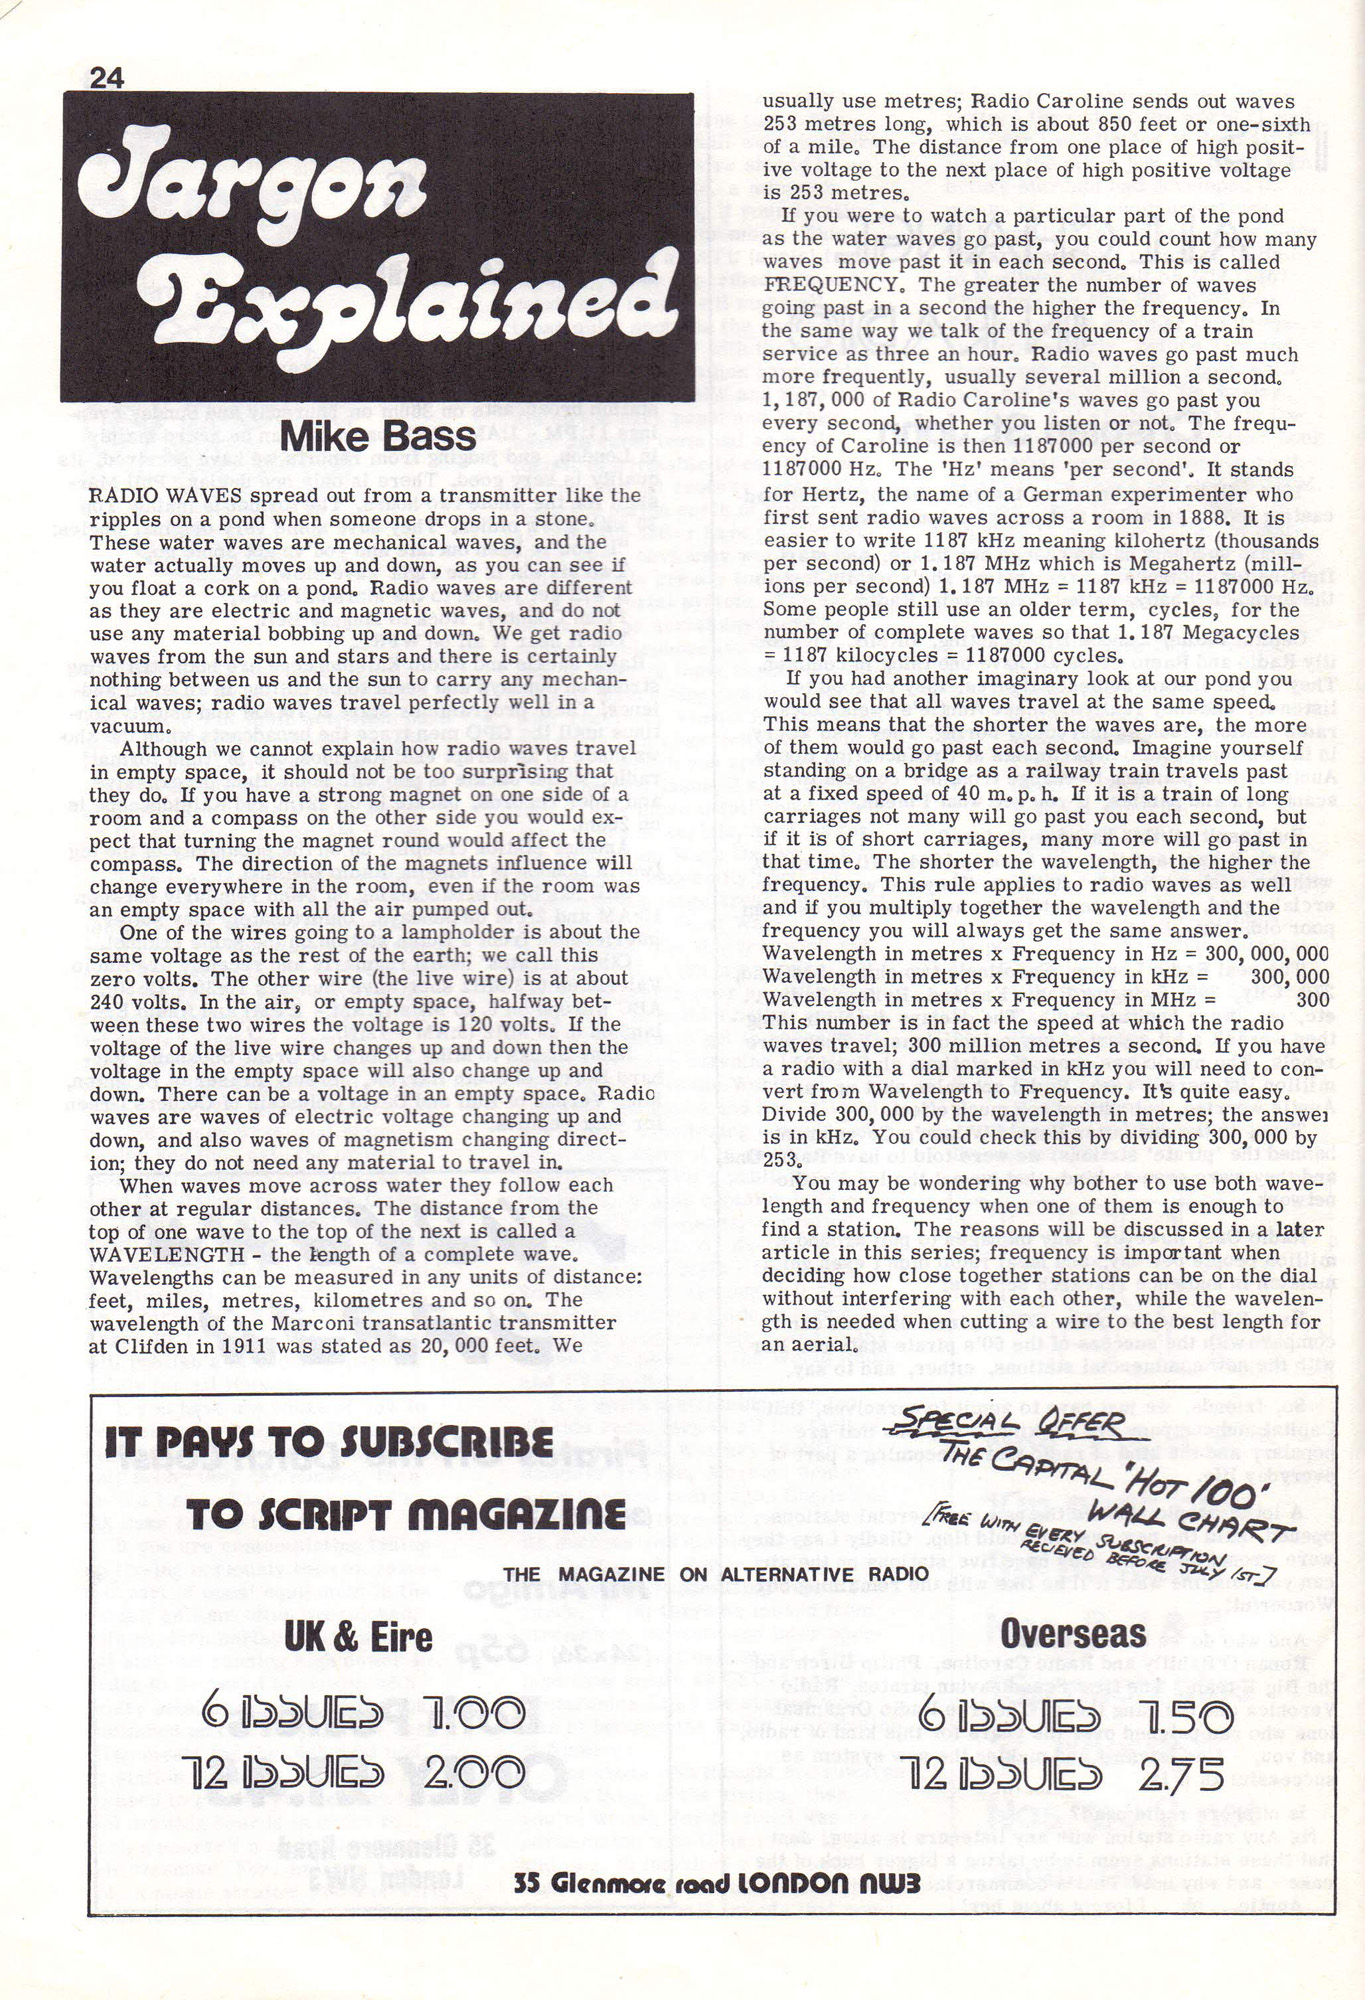 24
Jargon
Explained
Mike Bass
RADIO WAVES spread out from a transmitter like the
ripples on a pond when someone drops in a stone.
These water waves are mechanical waves, and the
water actually moves up and down, as you can see if
you float a cork on a pond. Radio waves are different
as they are electric and magnetic waves, and do not
use any material bobbing up and down. We get radio
waves from the sun and stars and there is certainly
nothing between us and the sun to carry any mechan-
ical waves; radio waves travel perfectly well in a
vacuum.
Although we cannot explain how radio waves travel
in empty space, it should not be too surprising that
they do. If you have a strong magnet on one side of a
room and a compass on the other side you would ex-
pect that turning the magnet round would affect the
compass. The direction of the magnets influence will
change everywhere in the room, even if the room was
an empty space with all the air pumped out.
One of the wires going to a lampholder is about the
same voltage as the rest of the earth; we call this
zero volts. The other wire (the live wire) is at about
240 volts. In the air, or empty space, halfway bet-
ween these two wires the voltage is 120 volts. If the
voltage of the live wire changes up and down then the
voltage in the empty space will also change up and
down. There can be a voltage in an empty space. Radio
waves are waves of electric voltage changing up and
down, and also waves of magnetism changing direct-
ion; they do not need any material to travel in.
When waves move across water they follow each
other at regular distances. The distance from the
top of one wave to the top of the next is called a
WAVELENGTH - the length of a complete wave.
Wavelengths can be measured in any units of distance:
feet, miles, metres, kilometres and so on. The
wavelength of the Marconi transatlantic transmitter
at Clifden in 1911 was stated as 20,000 feet. We
usually use metres; Radio Caroline sends out waves
253 metres long, which is about 850 feet or one-sixth
of a mile. The distance from one place of high posit-
ive voltage to the next place of high positive voltage
is 253 metres.
If you were to watch a particular part of the pond
as the water waves go past, you could count how many
waves move past it in each second. This is called
FREQUENCY. The greater the number of waves
going past in a second the higher the frequency. In
the same way we talk of the frequency of a train
service as three an hour. Radio waves go past much
more frequently, usually several million a second.
1,187,000 of Radio Caroline's waves go past you
every second, whether you listen or not. The frequ-
ency of Caroline is then 1187000 per second or
1187000 Hz. The 'Hz' means 'per second'. It stands
for Hertz, the name of a German experimenter who
first sent radio waves across a room in 1888. It is
easier to write 1187 kHz meaning kilohertz (thousands
per second) or 1.187 MHz which is Megahertz (mill-
ions per second) 1.187 MHz = 1187 kHz = 1187000 Hz.
Some people still use an older term, cycles, for the
number of complete waves so that 1.187 Megacycles
= 1187 kilocycles = 1187000 cycles.
If you had another imaginary look at our pond you
would see that all waves travel at the same speed.
This means that the shorter the waves are, the more
of them would go past each second. Imagine yourself
standing on a bridge as a railway train travels past
at a fixed speed of 40 m.p.h. If it is a train of long
carriages not many will go past you each second, but
if it is of short carriages, many more will go past in
that time. The shorter the wavelength, the higher the
frequency. This rule applies to radio waves as well
and if you multiply together the wavelength and the
frequency you will always get the same answer.
Wavelength in metres x Frequency in Hz = 300,000,000
Wavelength in metres x Frequency in kHz = 300,000
Wavelength in metres x Frequency in MHz = 300
This number is in fact the speed at which the radio
waves travel; 300 million metres a second. If you have
a radio with a dial marked in kHz you will need to con-
vert from Wavelength to Frequency. It's quite easy.
Divide 300,000 by the wavelength in metres; the answer
is in kHz. You could check this by dividing 300,000 by
253.
You may be wondering why bother to use both wave-
length and frequency when one of them is enough to
find a station. The reasons will be discussed in a later
article in this series; frequency is important when
deciding how close together stations can be on the dial
without interfering with each other, while the wavelen-
gth is needed when cutting a wire to the best length for
an aerial.
IT PAYS TO SUBSCRIBE
TO SCRIPT MAGAZINE
SPECIAL OFFER
THE CAPITAL 'HOT 100'
WALL CHART
[FREE WITH EVERY SUBSCRIPTION
RECIEVED BEFORE JULY 1ST]
THE MAGAZINE ON ALTERNATIVE RADIO
UK & Eire
6 ISSUES 1.00
12 ISSUES 2.00
Overseas
6 ISSUES 1.50
12 ISSUES 2.75
35 Glenmore road LONDON NW3